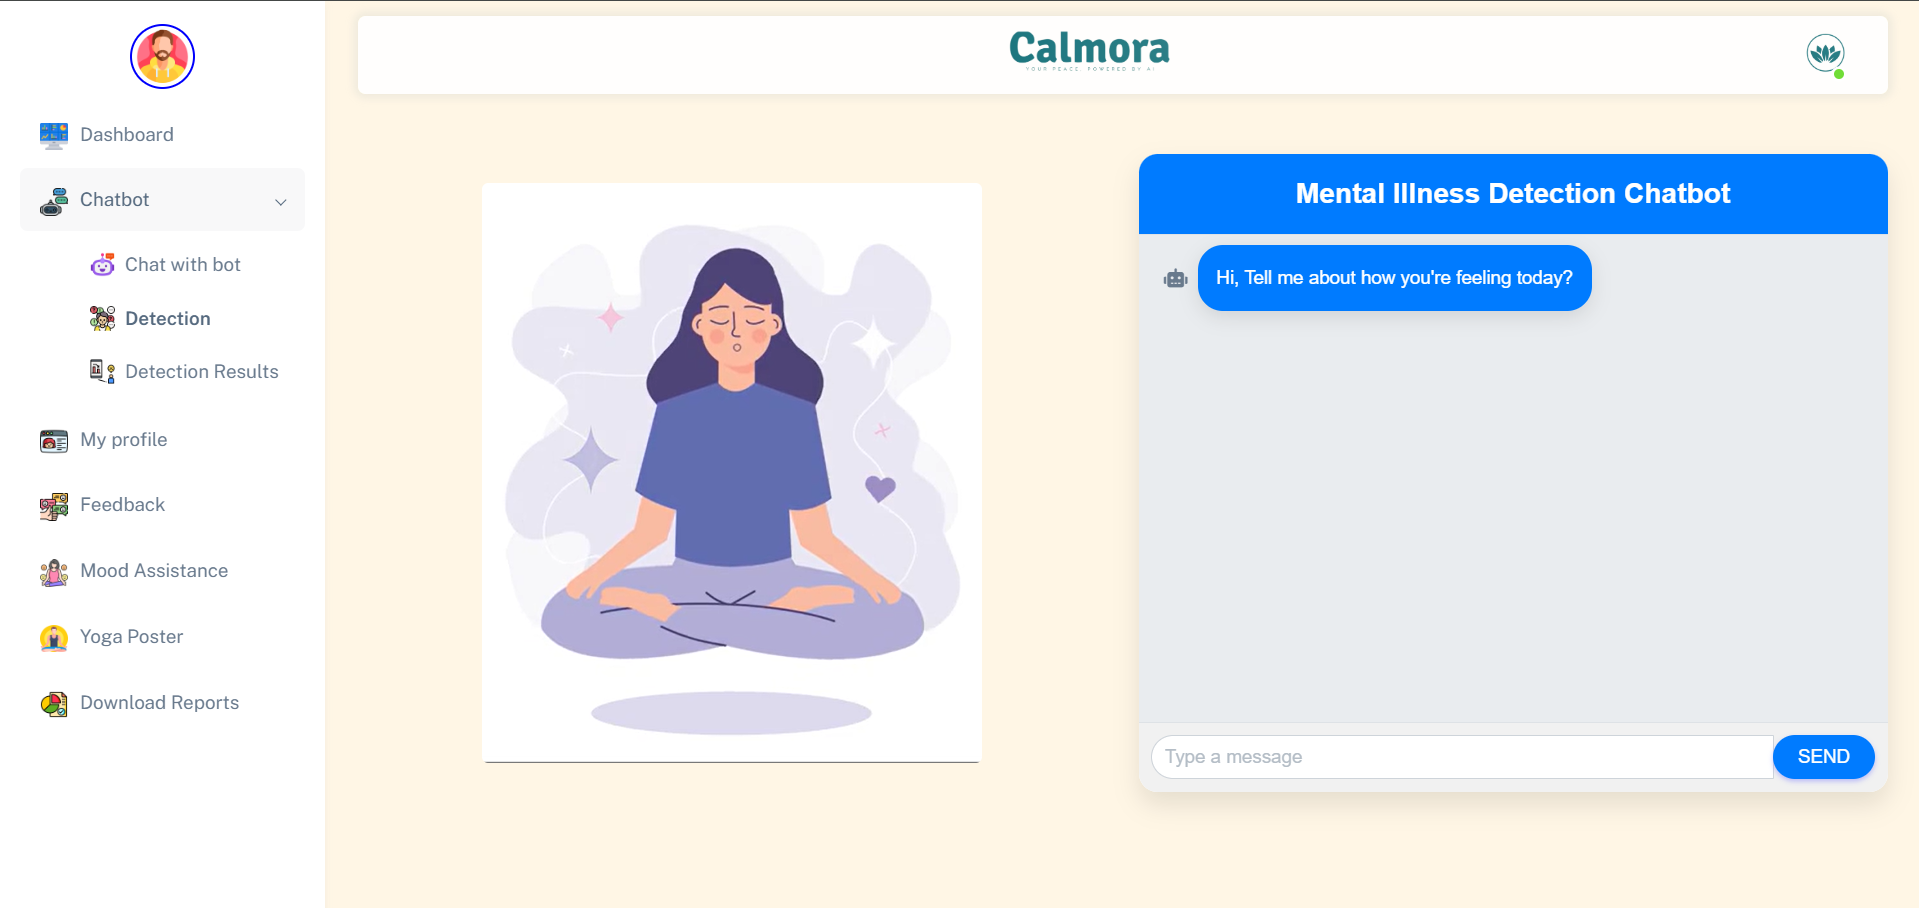 Calmora
YOUR PEACE, POWERED BY AI
Dashboard
Chatbot
Chat with bot
Detection
Detection Results
My profile
Feedback
Mood Assistance
Yoga Poster
Download Reports
Mental Illness Detection Chatbot
Hi, Tell me about how you're feeling today?
Type a message
SEND